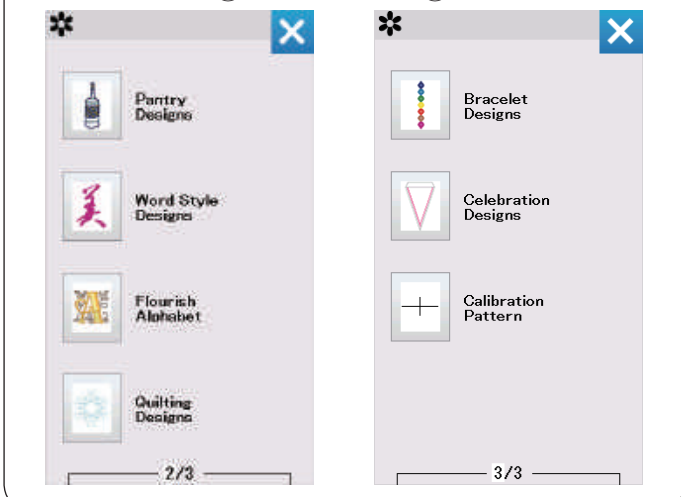 Pantry
Designs
Word Style
Designs
美
Flourish
Alphabet
A
Quilting
Designs
2/3
Bracelet
Designs
Celebration
Designs
Calibration
Pattern
3/3